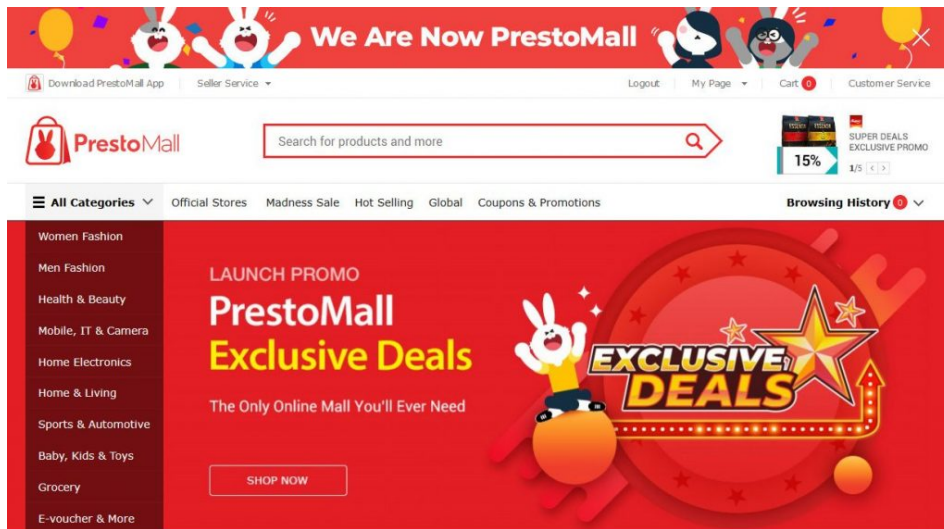 We Are Now PrestoMall
Download PrestoMall App
Seller Service
Logout
My Page
Cart 0
Customer Service
PrestoMall
Search for products and more
15%
SUPER DEALS
EXCLUSIVE PROMO
1/5 < >
All Categories
Official Stores
Madness Sale
Hot Selling
Global
Coupons & Promotions
Browsing History 0
Women Fashion
Men Fashion
Health & Beauty
Mobile, IT & Camera
Home Electronics
Home & Living
Sports & Automotive
Baby, Kids & Toys
Grocery
E-voucher & More
LAUNCH PROMO
PrestoMall
Exclusive Deals
The Only Online Mall You'll Ever Need
SHOP NOW
EXCLUSIVE
DEALS